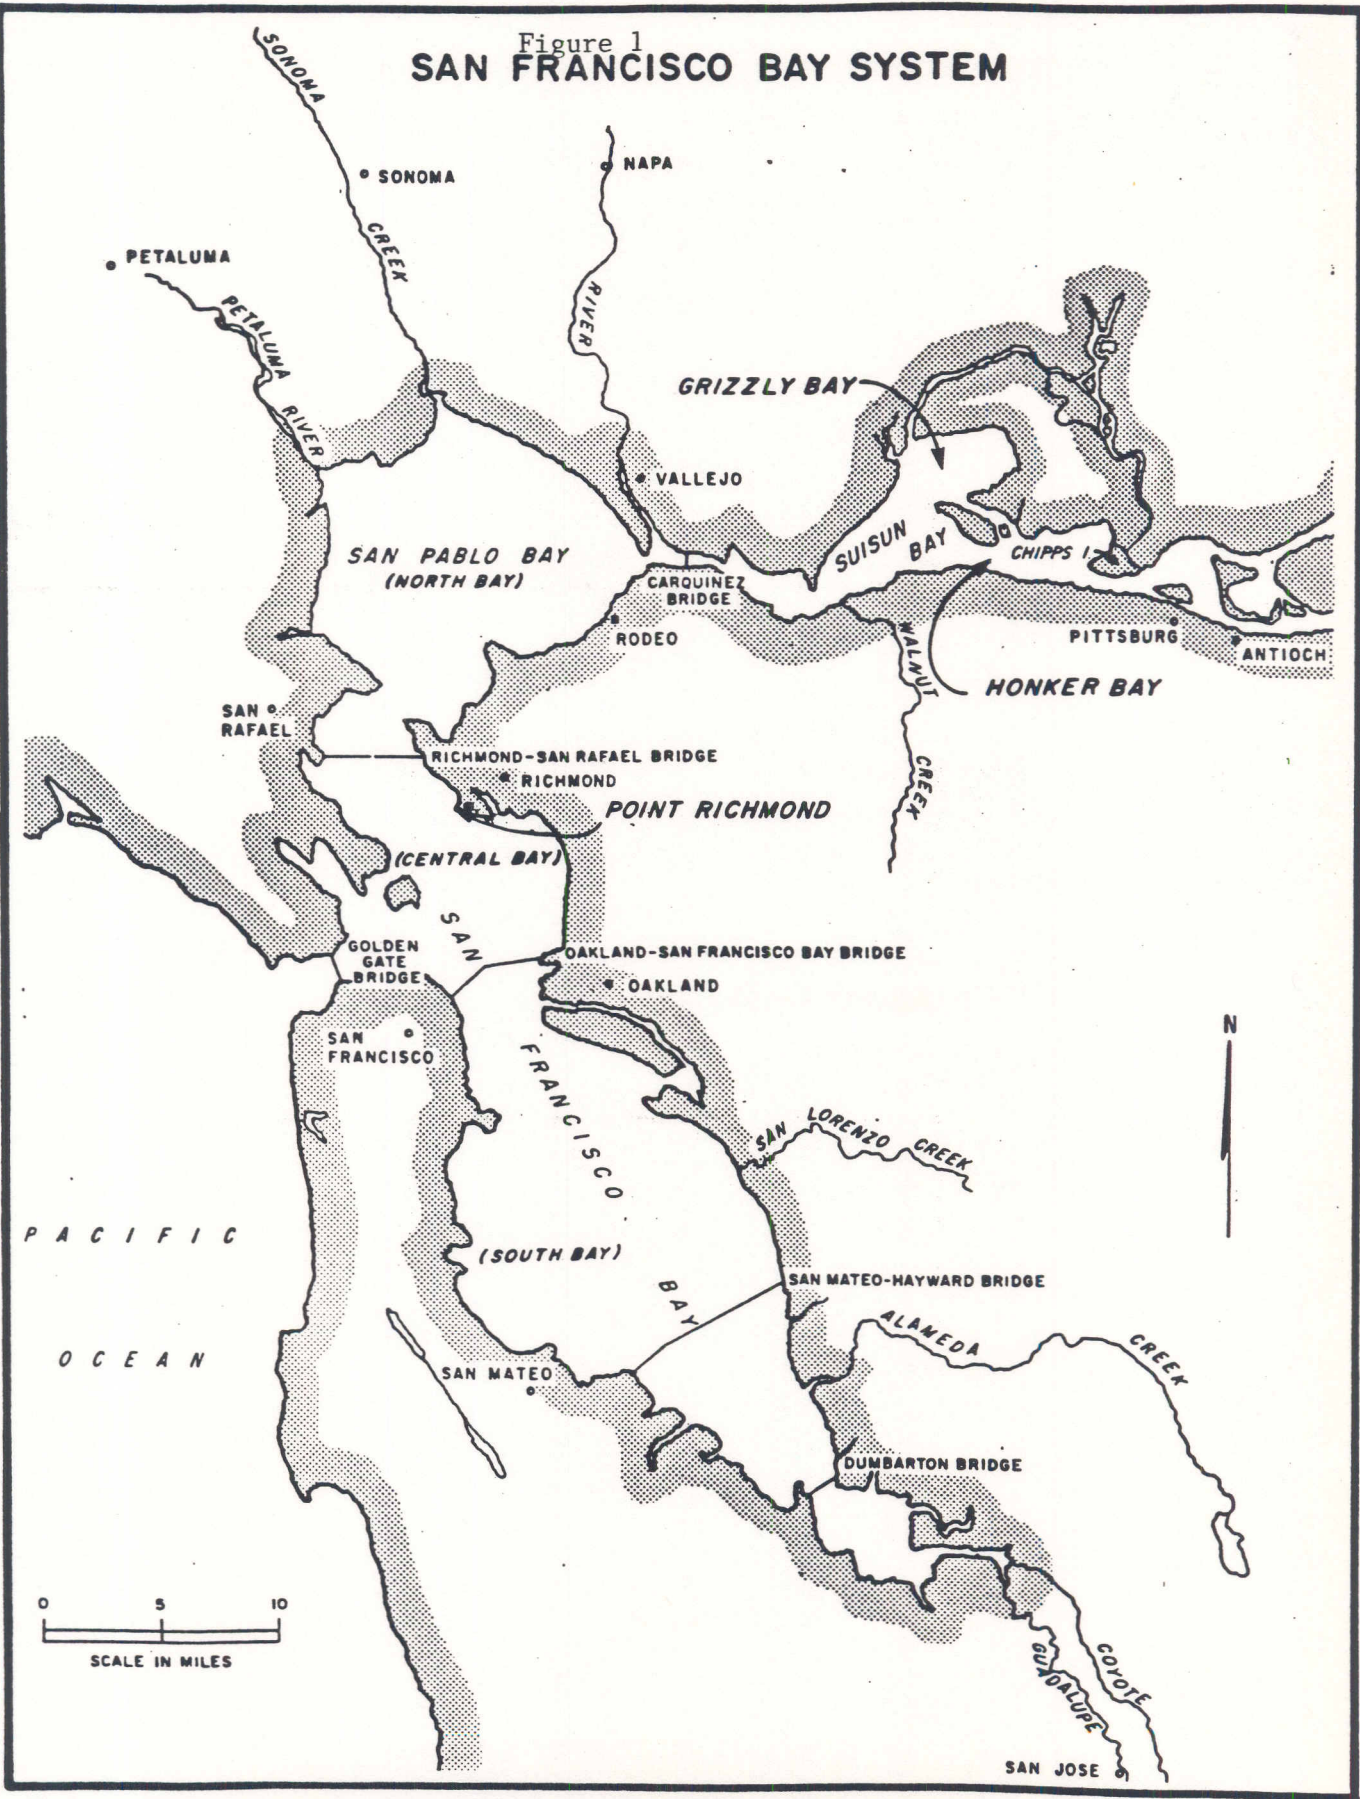 Figure 1
SAN FRANCISCO BAY SYSTEM
SONOMA
CREEK
SONOMA
NAPA
RIVER
PETALUMA
PETALUMA
RIVER
GRIZZLY BAY
VALLEJO
SUISUN
BAY
CHIPPS I.
SAN PABLO BAY
(NORTH BAY)
CARQUINEZ
BRIDGE
RODEO
WALNUT
CREEK
PITTSBURG
ANTIOCH
HONKER BAY
SAN
RAFAEL
RICHMOND-SAN RAFAEL BRIDGE
RICHMOND
POINT RICHMOND
(CENTRAL BAY)
SAN
FRANCISCO
BAY
GOLDEN
GATE
BRIDGE
OAKLAND-SAN FRANCISCO BAY BRIDGE
OAKLAND
SAN
FRANCISCO
N
SAN LORENZO CREEK
PACIFIC
OCEAN
(SOUTH BAY)
SAN MATEO-HAYWARD BRIDGE
ALAMEDA
CREEK
SAN MATEO
DUMBARTON BRIDGE
0 5 10
SCALE IN MILES
GUADALUPE
COYOTE
SAN JOSE